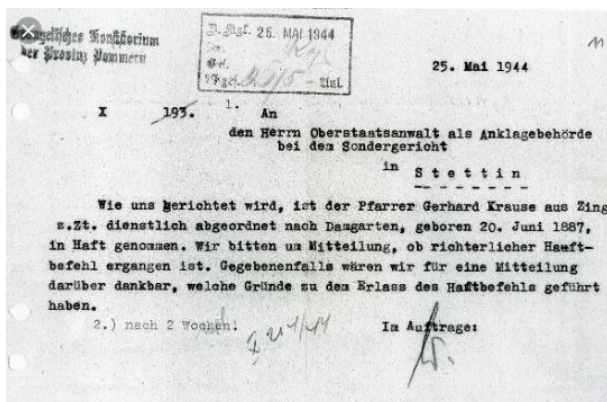 Evangelisches Konsistorium
der Provinz Pommern
25. MAI 1944
11
25. Mai 1944
X 193. 1. An
den Herrn Oberstaatsanwalt als Anklagebehörde
bei dem Sondergericht
in Stettin
Wie uns berichtet wird, ist der Pfarrer Gerhard Krause aus Zing
z.Zt. dienstlich abgeordnet nach Damgarten, geboren 20. Juni 1887,
in Haft genommen. Wir bitten um Mitteilung, ob richterlicher Haft-
befehl ergangen ist. Gegebenenfalls wären wir für eine Mitteilung
darüber dankbar, welche Gründe zu dem Erlass des Haftbefehls geführt
haben.
2.) nach 2 Wochen. Im Auftrage: